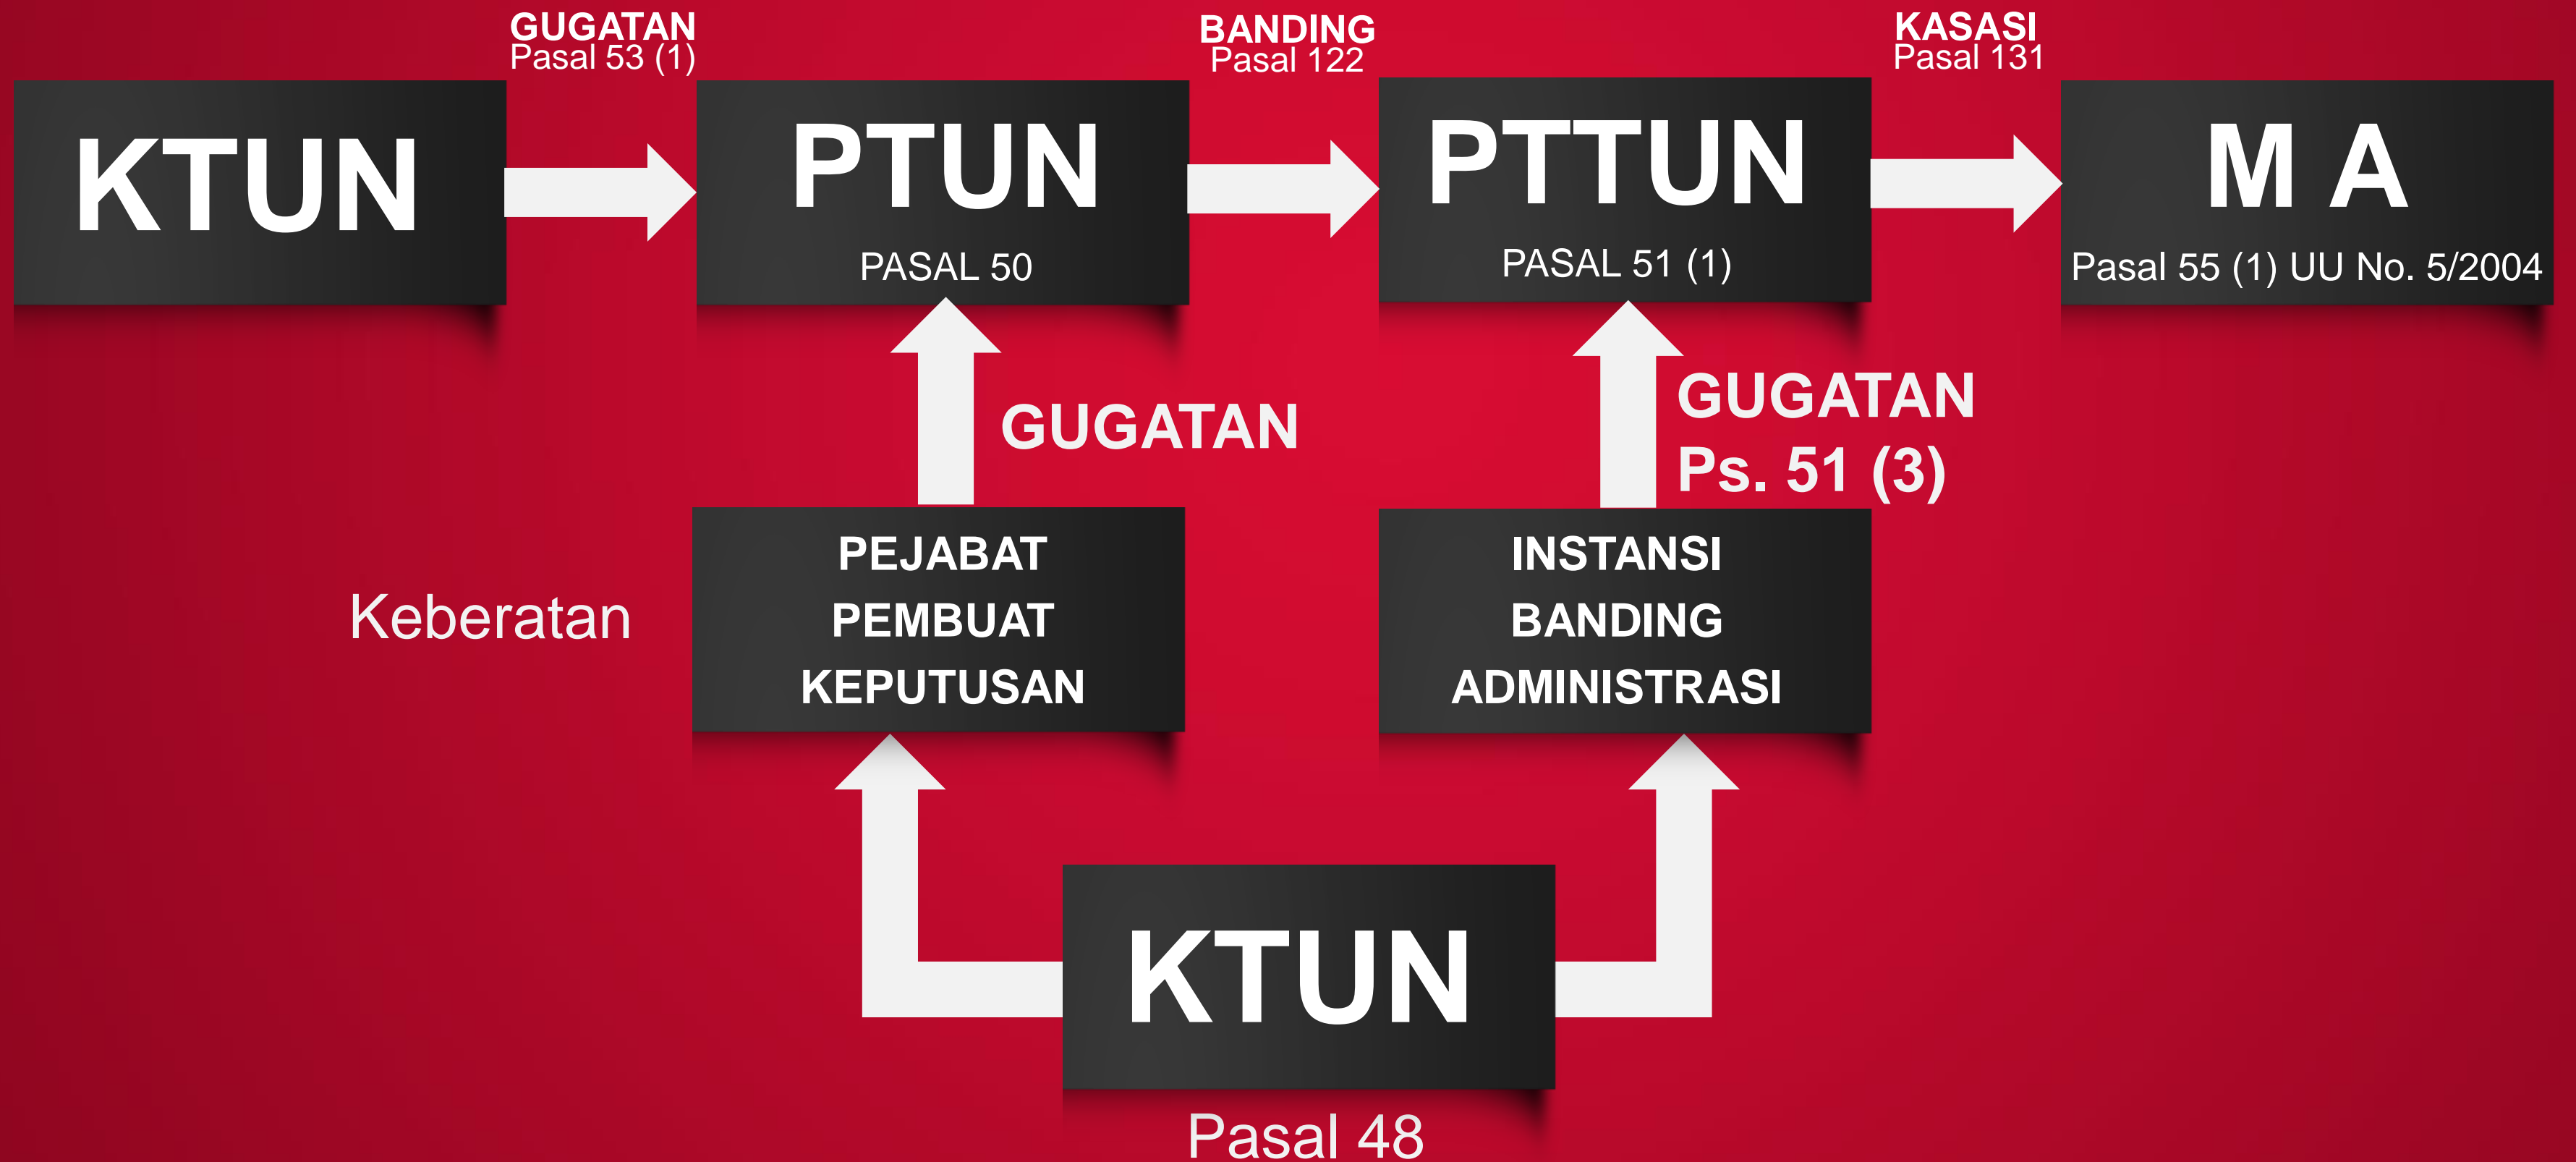 GUGATAN
Pasal 53 (1)
BANDING
Pasal 122
KASASI
Pasal 131
KTUN
PTUN
PASAL 50
PTTUN
PASAL 51 (1)
M A
Pasal 55 (1) UU No. 5/2004
GUGATAN
GUGATAN
Ps. 51 (3)
Keberatan
PEJABAT
PEMBUAT
KEPUTUSAN
INSTANSI
BANDING
ADMINISTRASI
KTUN
Pasal 48